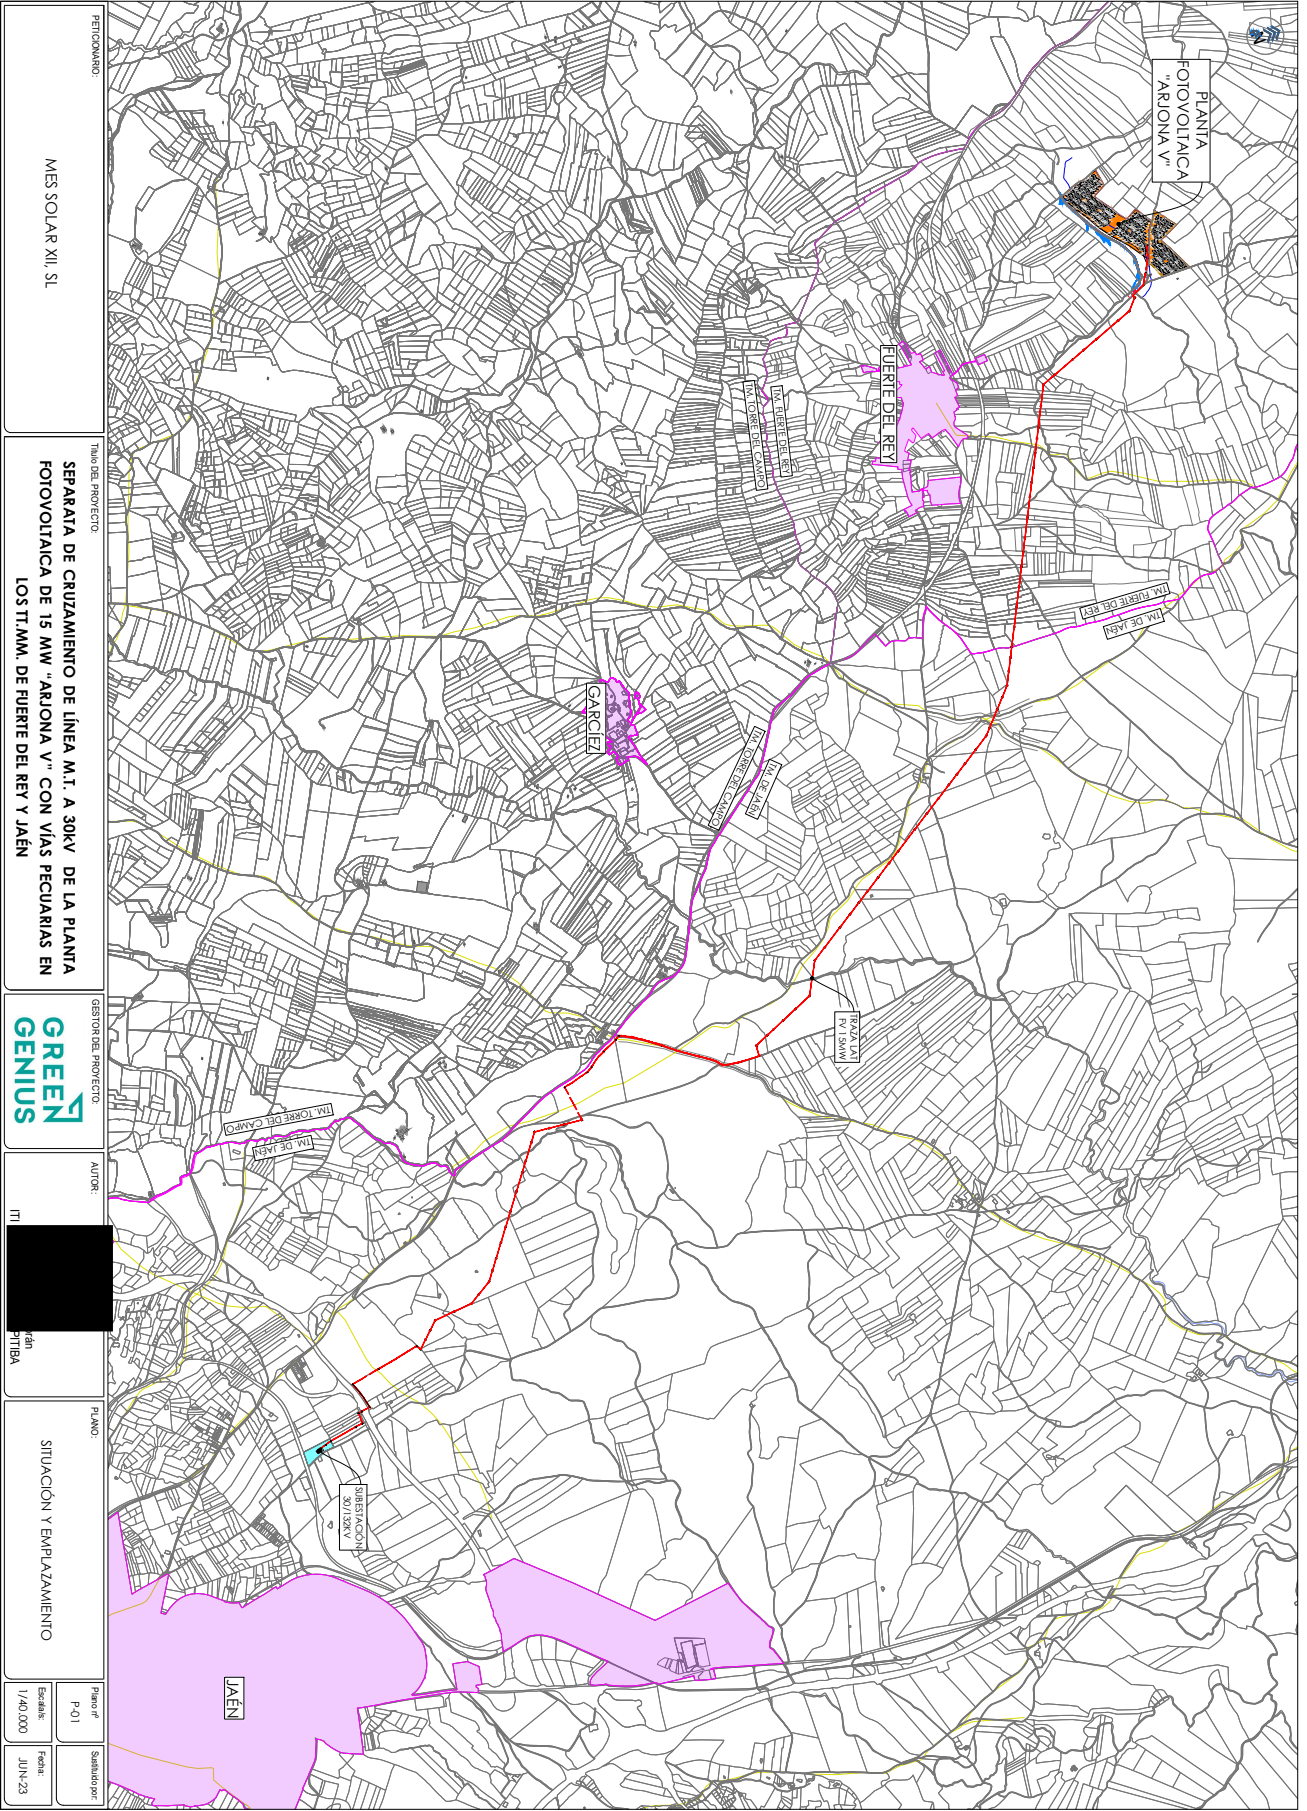 PLANTA
FOTOVOLTAICA
"ARJONA V"
N
FUERTE DEL REY
TM. FUERTE DEL REY
TM. TORRE DEL CAMPO
TM. FUERTE DEL REY
TM. DE JAÉN
GARCÍEZ
TM. DE JAÉN
TM. TORRE DEL CAMPO
TRAZA LAT
FV 15MW
TM. TORRE DEL CAMPO
TM. DE JAÉN
SUBESTACIÓN
30/132KV
JAÉN
PETICIONARIO:
MES SOLAR XII, SL
Título DEL PROYECTO:
SEPARATA DE CRUZAMIENTO DE LÍNEA M.T. A 30KV DE LA PLANTA
FOTOVOLTAICA DE 15 MW "ARJONA V" CON VÍAS PECUARIAS EN
LOS TT.MM. DE FUERTE DEL REY Y JAÉN
GESTOR DEL PROYECTO:
GREEN
GENIUS
AUTOR:
ITI
PITIBA
PLANO:
SITUACIÓN Y EMPLAZAMIENTO
Plano nº
P-01
Sustituido por:
Escala/s:
1/40.000
Fecha:
JUN-23